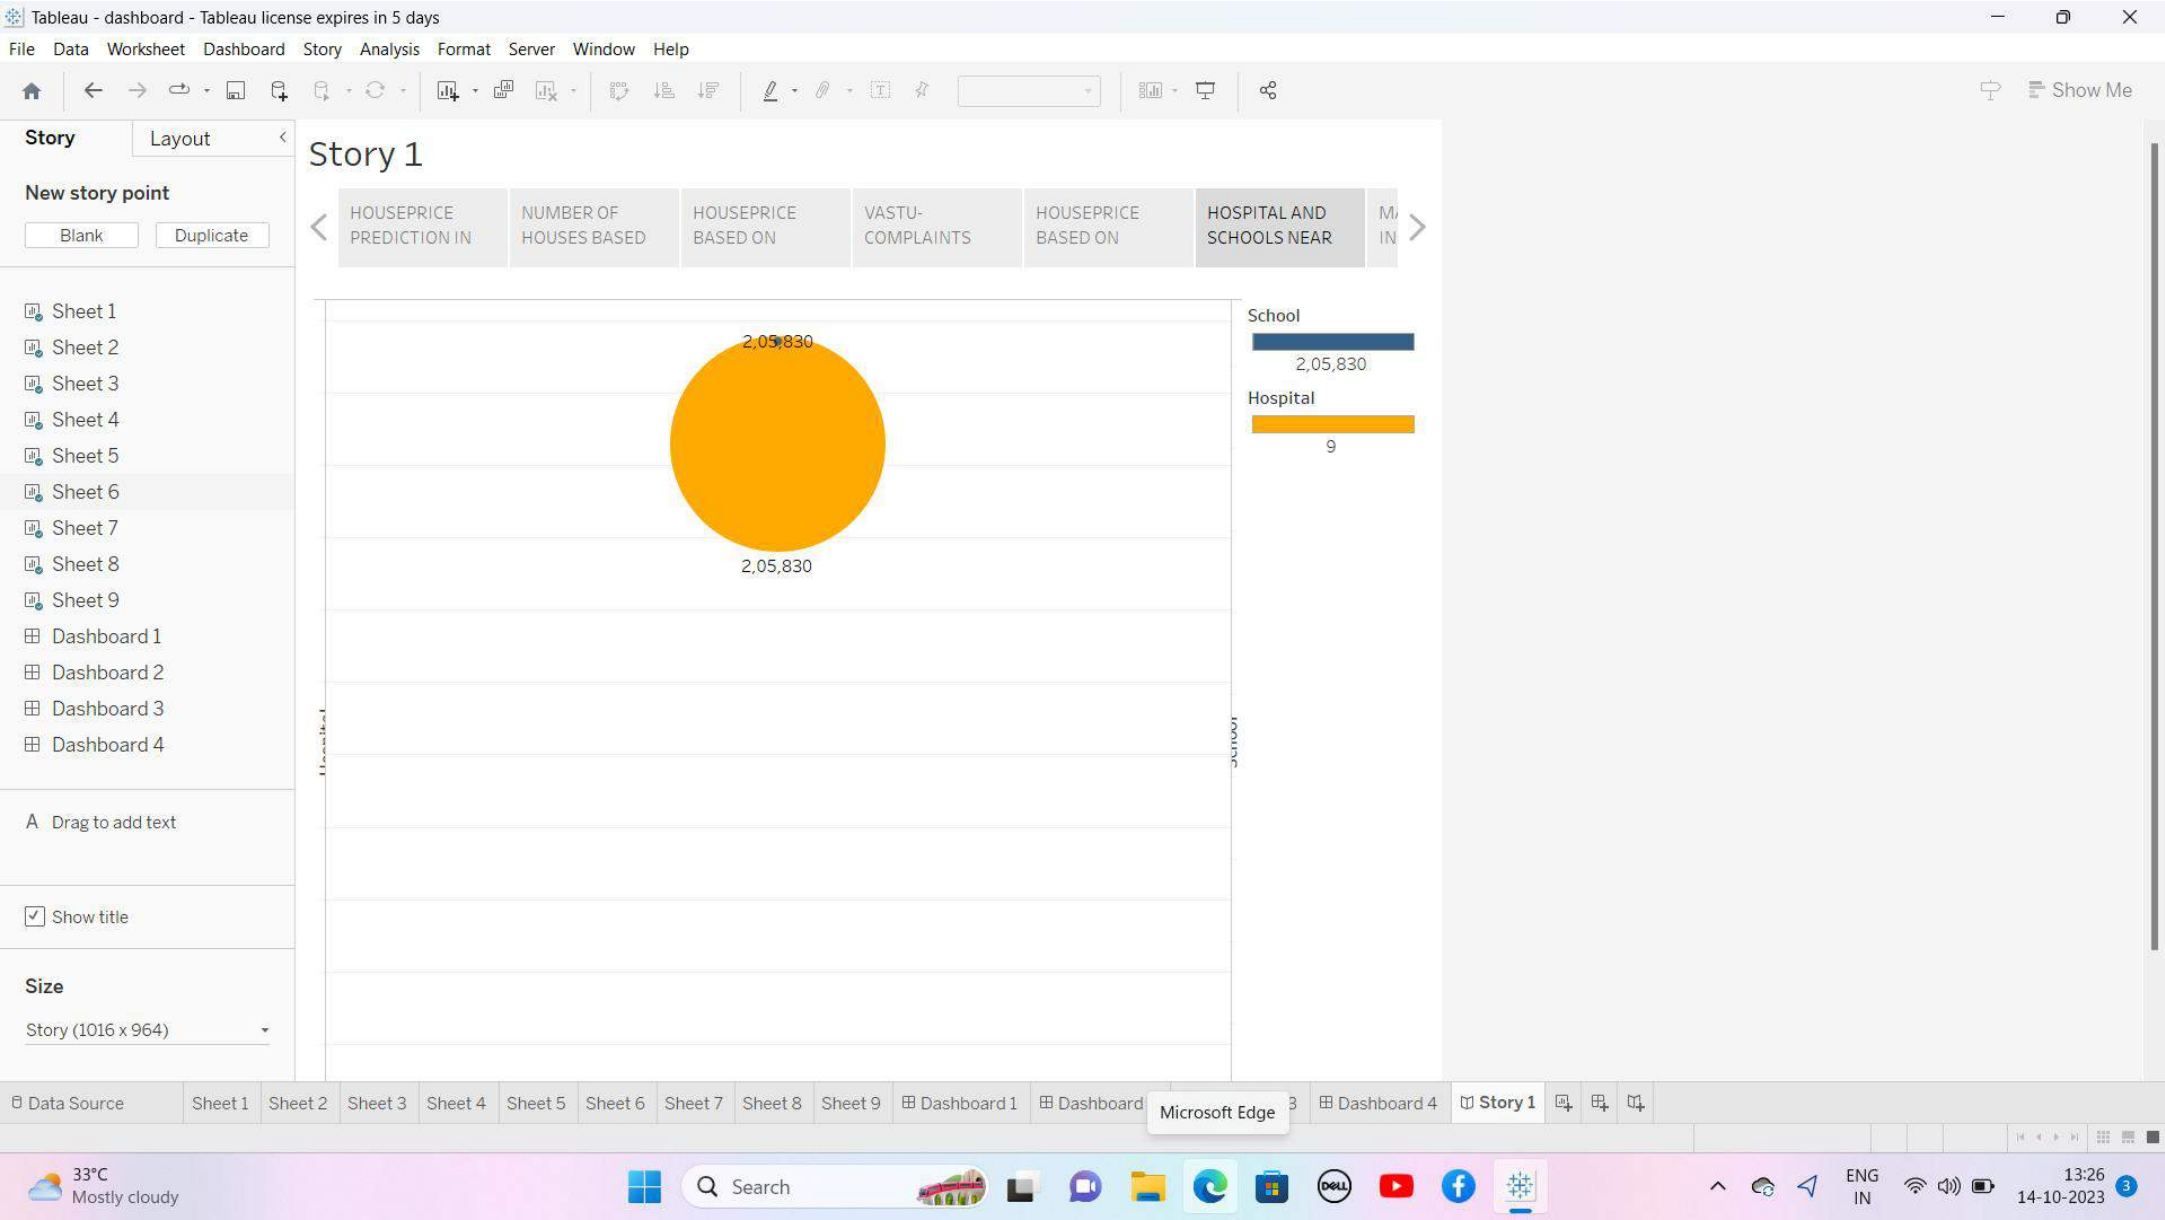 Tableau - dashboard - Tableau license expires in 5 days
File Data Worksheet Dashboard Story Analysis Format Server Window Help
Show Me
Story
Layout
New story point
Blank
Duplicate
Sheet 1
Sheet 2
Sheet 3
Sheet 4
Sheet 5
Sheet 6
Sheet 7
Sheet 8
Sheet 9
Dashboard 1
Dashboard 2
Dashboard 3
Dashboard 4
A Drag to add text
Show title
Size
Story (1016 x 964)
Story 1
HOUSEPRICE
PREDICTION IN
NUMBER OF
HOUSES BASED
HOUSEPRICE
BASED ON
VASTU-
COMPLAINTS
HOUSEPRICE
BASED ON
HOSPITAL AND
SCHOOLS NEAR
IN
2,05,830
2,05,830
Hospital
School
School
2,05,830
Hospital
9
Data Source Sheet 1 Sheet 2 Sheet 3 Sheet 4 Sheet 5 Sheet 6 Sheet 7 Sheet 8 Sheet 9 Dashboard 1 Dashboard 3 Dashboard 4 Story 1
Microsoft Edge
33°C
Mostly cloudy
Search
DELL
ENG
IN
13:26
14-10-2023
3